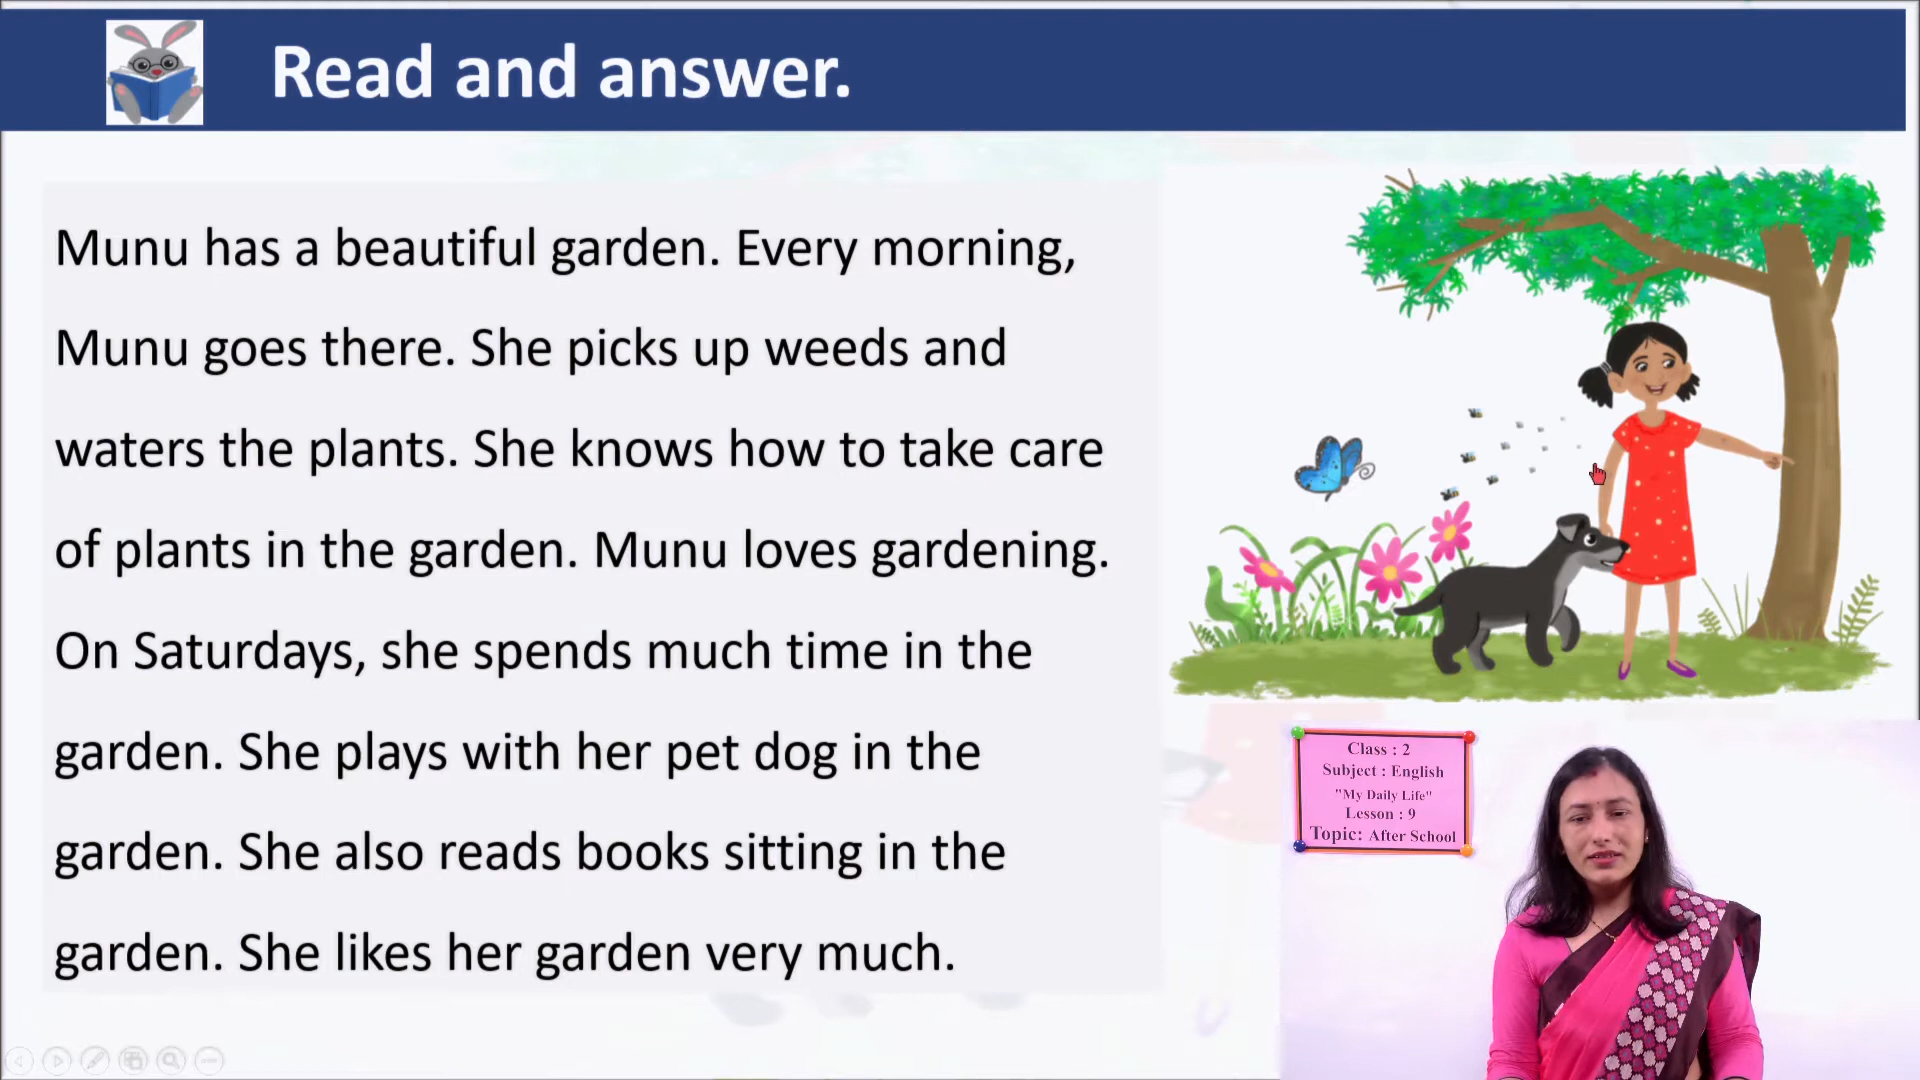 Read and answer.
Munu has a beautiful garden. Every morning,
Munu goes there. She picks up weeds and
waters the plants. She knows how to take care
of plants in the garden. Munu loves gardening.
On Saturdays, she spends much time in the
garden. She plays with her pet dog in the
garden. She also reads books sitting in the
garden. She likes her garden very much.
Class : 2
Subject : English
"My Daily Life"
Lesson : 9
Topic: After School